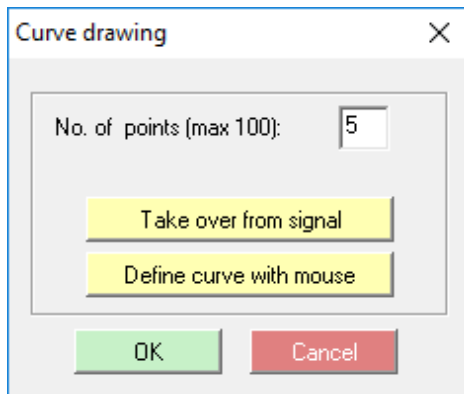 Curve drawing
No. of points (max 100): 5
Take over from signal
Define curve with mouse
OK Cancel